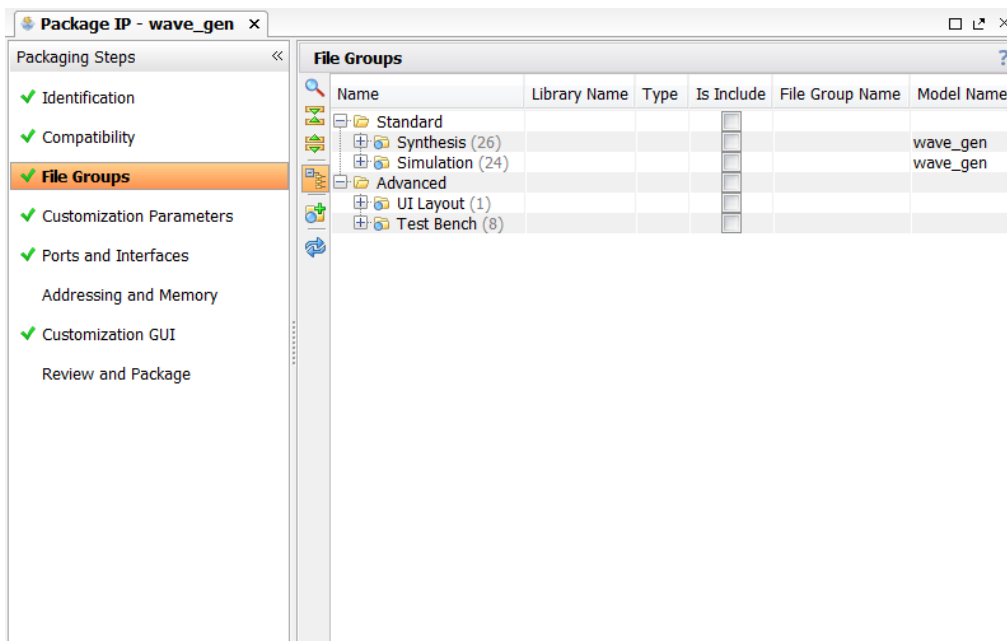 Package IP - wave_gen
Packaging Steps
Identification
Compatibility
File Groups
Customization Parameters
Ports and Interfaces
Addressing and Memory
Customization GUI
Review and Package
File Groups
Name Library Name Type Is Include File Group Name Model Name
Standard
Synthesis (26) wave_gen
Simulation (24) wave_gen
Advanced
UI Layout (1)
Test Bench (8)